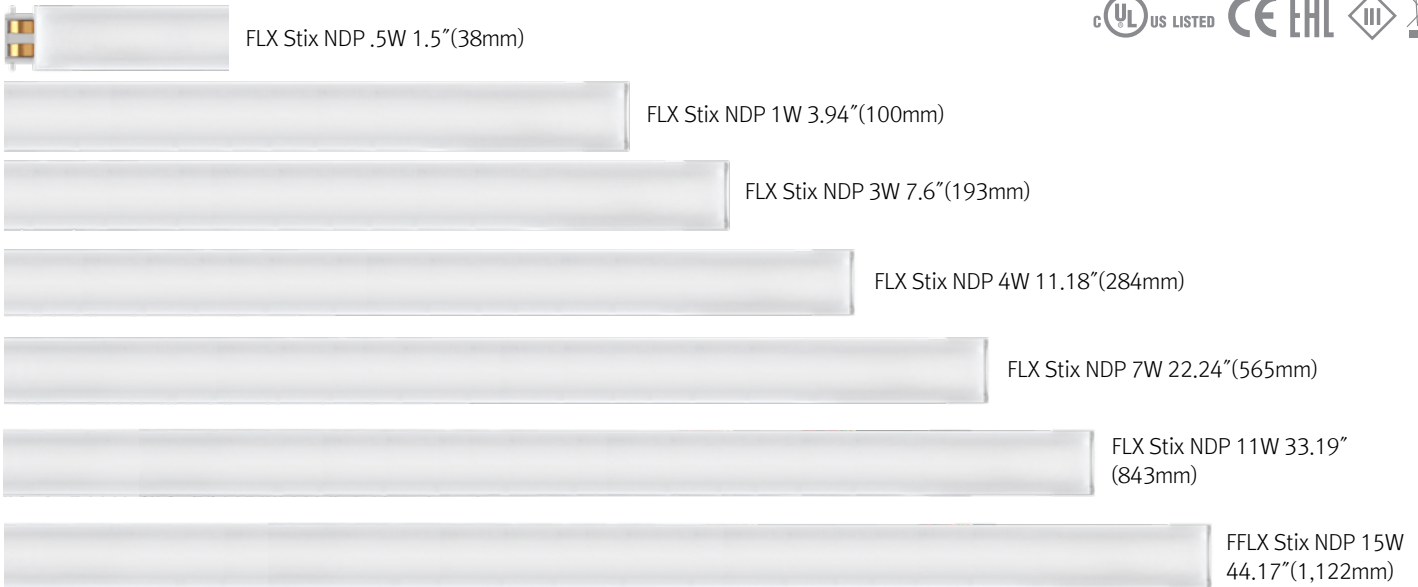 c UL US LISTED CE EAC III
FLX Stix NDP .5W 1.5″(38mm)
FLX Stix NDP 1W 3.94″(100mm)
FLX Stix NDP 3W 7.6″(193mm)
FLX Stix NDP 4W 11.18″(284mm)
FLX Stix NDP 7W 22.24″(565mm)
FLX Stix NDP 11W 33.19″
(843mm)
FFLX Stix NDP 15W
44.17″(1,122mm)